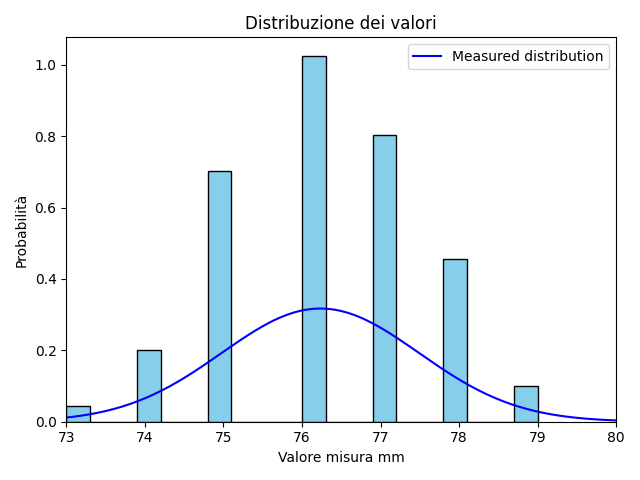 Distribuzione dei valori
Measured distribution
Probabilità
1.0
0.8
0.6
0.4
0.2
0.0
73 74 75 76 77 78 79 80
Valore misura mm